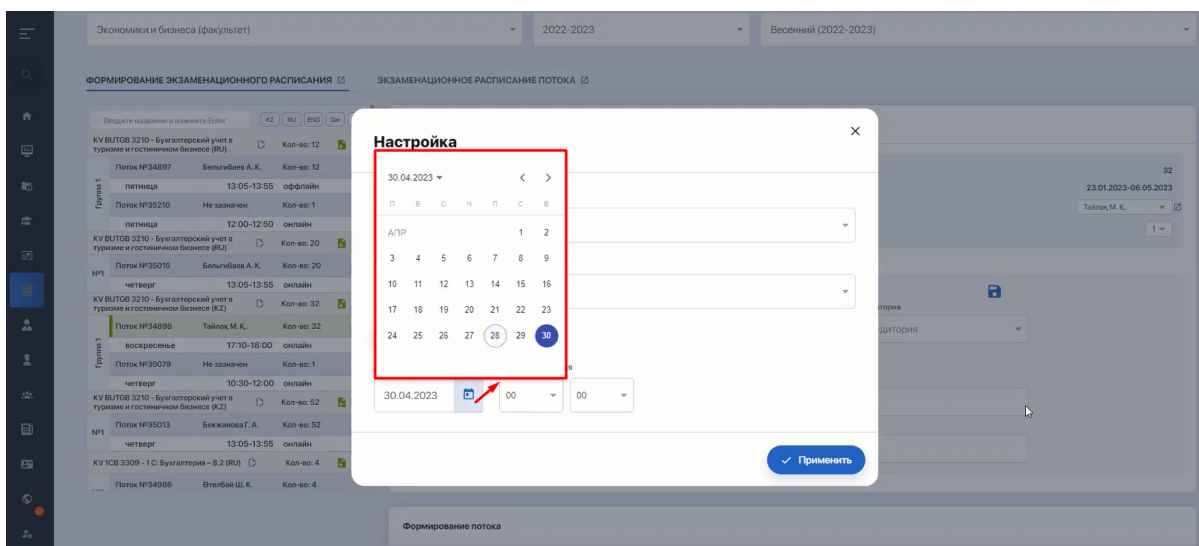 Экономики и бизнеса (факультет)
2022-2023
Весенний (2022-2023)
ФОРМИРОВАНИЕ ЭКЗАМЕНАЦИОННОГО РАСПИСАНИЯ
ЭКЗАМЕНАЦИОННОЕ РАСПИСАНИЕ ПОТОКА
Введите название и нажмите Enter
KZ
RU
ENG
Ger
KV BUTGB 3210 - Бухгалтерский учет в
туризме и гостиничном бизнесе (RU)
Кол-во: 12
Группа 1
Поток №34897 Бельгибаев А. К. Кол-во: 12
пятница 13:05-13:55 оффлайн
Поток №35210 Не зазначен Кол-во: 1
пятница 12:00-12:50 онлайн
KV BUTGB 3210 - Бухгалтерский учет в
туризме и гостиничном бизнесе (RU)
Кол-во: 20
№1
Поток №35015 Бельгибаев А. К. Кол-во: 20
четверг 13:05-13:55 онлайн
KV BUTGB 3210 - Бухгалтерский учет в
туризме и гостиничном бизнесе (KZ)
Кол-во: 32
Группа 1
Поток №34898 Тайлақ М. Қ. Кол-во: 32
воскресенье 17:10-18:00 онлайн
Поток №35079 Не зазначен Кол-во: 1
четверг 10:30-12:00 онлайн
KV BUTGB 3210 - Бухгалтерский учет в
туризме и гостиничном бизнесе (KZ)
Кол-во: 52
№1
Поток №35013 Бекжанова Г. А. Кол-во: 52
четверг 13:05-13:55 онлайн
KV 1CB 3309 - 1 С: Бухгалтерия – 8.2 (RU) Кол-во: 4
Поток №34986 Өтелбай Ш. К. Кол-во: 4
Настройка
30.04.2023
П В С Ч П С В
АПР. 1 2
3 4 5 6 7 8 9
10 11 12 13 14 15 16
17 18 19 20 21 22 23
24 25 26 27 28 29 30
30.04.2023
00
00
Применить
32
23.01.2023-06.05.2023
Тайлақ М. Қ.
1
Формирование потока